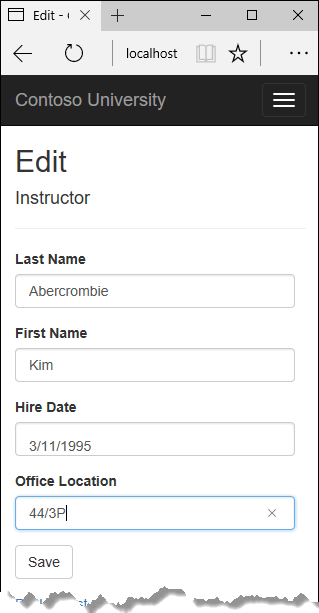 Edit - 
localhost
Contoso University
Edit
Instructor
Last Name
Abercrombie
First Name
Kim
Hire Date
3/11/1995
Office Location
44/3P
Save